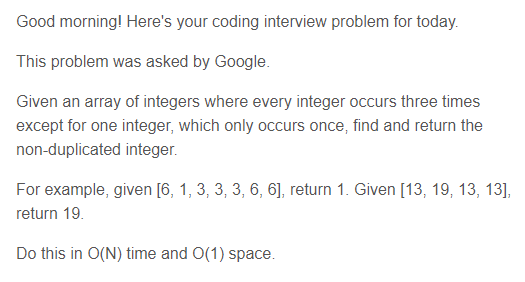 Good morning! Here's your coding interview problem for today.
This problem was asked by Google.
Given an array of integers where every integer occurs three times
except for one integer, which only occurs once, find and return the
non-duplicated integer.
For example, given [6, 1, 3, 3, 3, 6, 6], return 1. Given [13, 19, 13, 13],
return 19.
Do this in O(N) time and O(1) space.